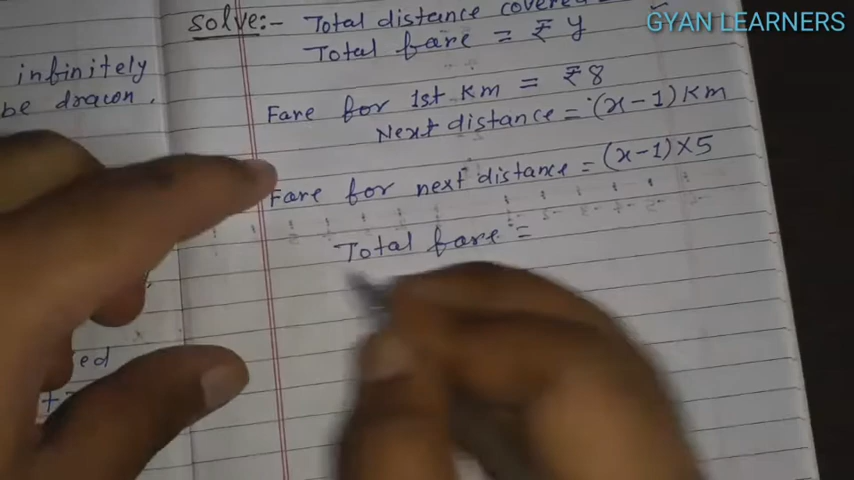 GYAN LEARNERS
solve:- Total distance covered =
Total fare = ₹ y
infinitely
be drawn.
Fare for 1st Km = ₹8
Next distance = (x-1) Km
Fare for next distance = (x-1)×5
Total fare =
ed